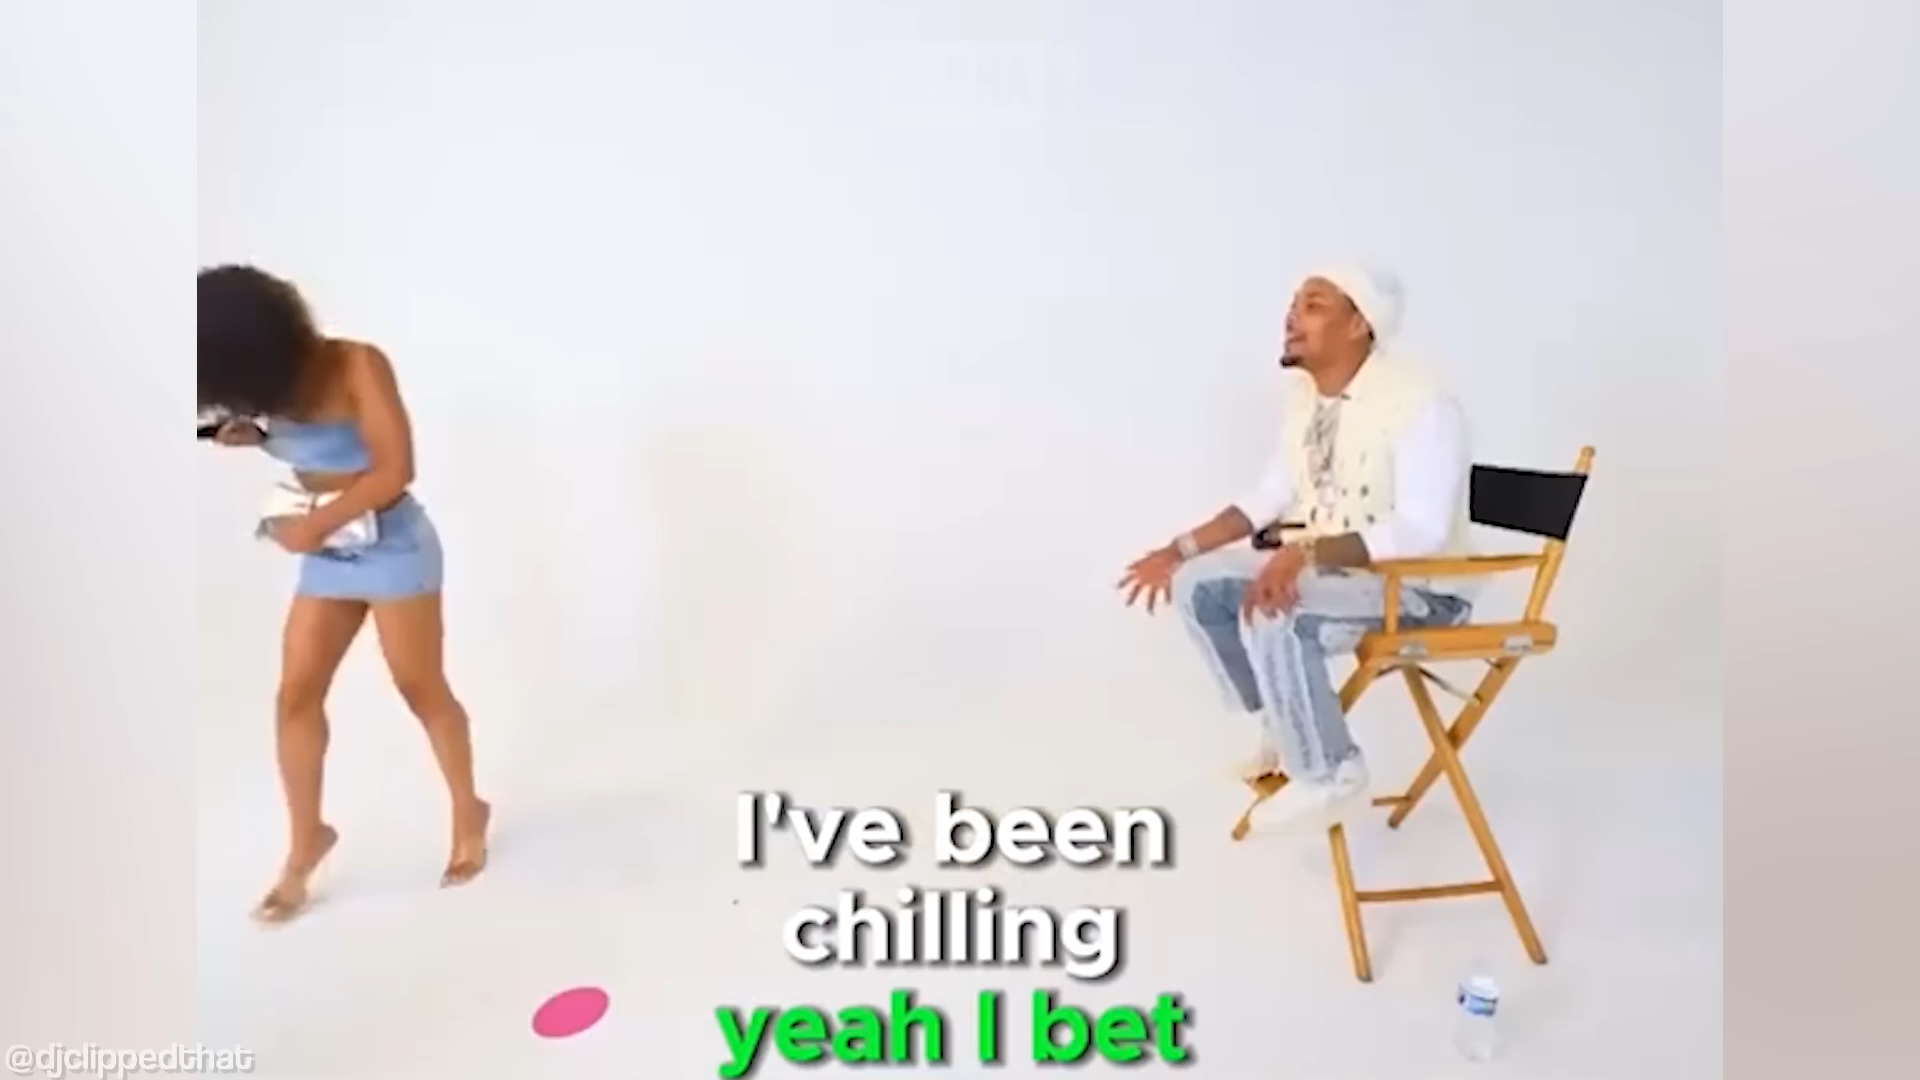 I've been
chilling
yeah I bet
@djclippedthat